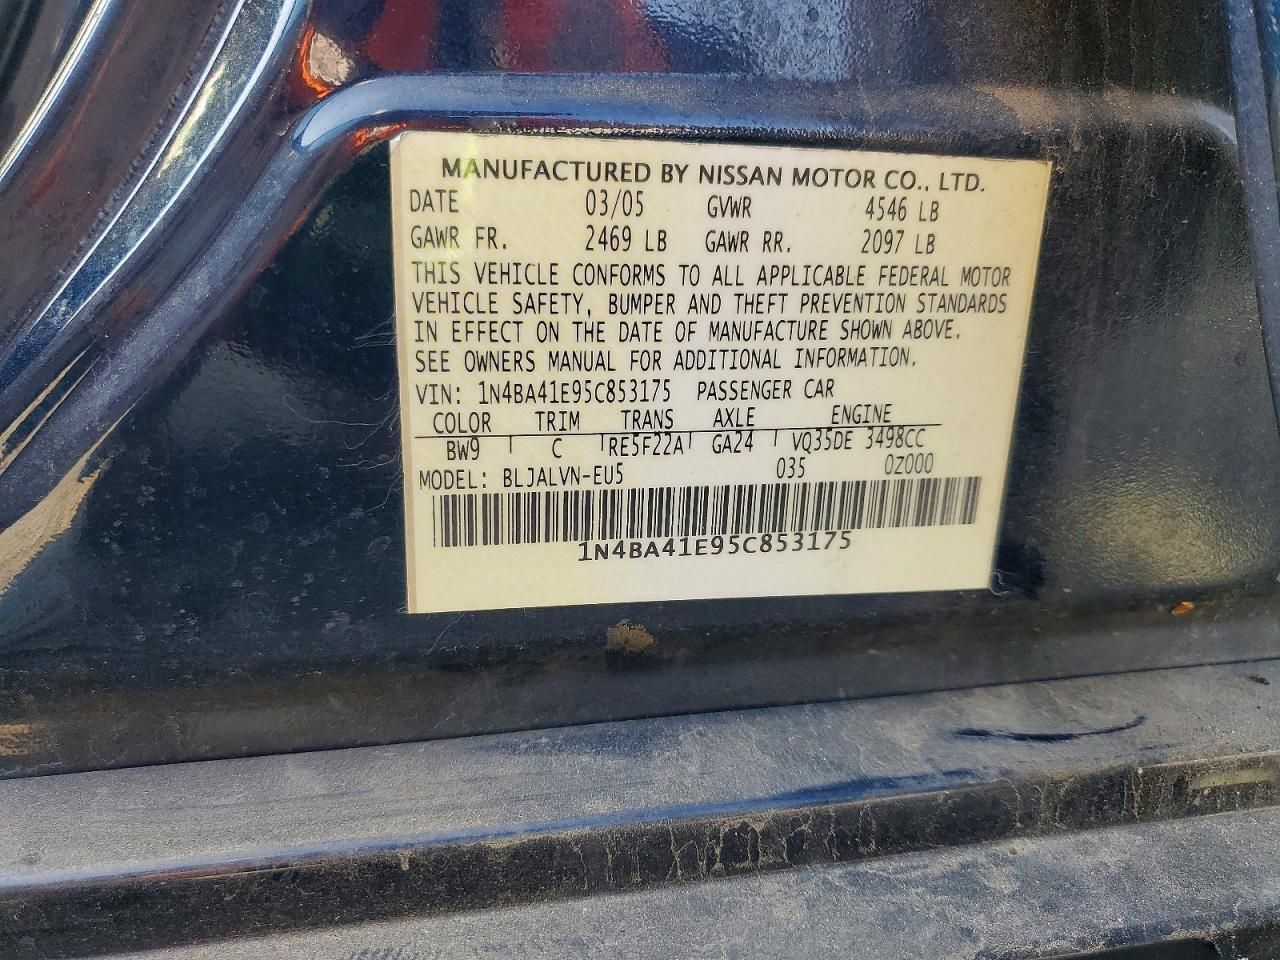 MANUFACTURED BY NISSAN MOTOR CO., LTD.
DATE 03/05 GVWR 4546 LB
GAWR FR. 2469 LB GAWR RR. 2097 LB
THIS VEHICLE CONFORMS TO ALL APPLICABLE FEDERAL MOTOR
VEHICLE SAFETY, BUMPER AND THEFT PREVENTION STANDARDS
IN EFFECT ON THE DATE OF MANUFACTURE SHOWN ABOVE.
SEE OWNERS MANUAL FOR ADDITIONAL INFORMATION.
VIN: 1N4BA41E95C853175 PASSENGER CAR
COLOR TRIM TRANS AXLE ENGINE
BW9 C RE5F22A GA24 VQ35DE 3498CC
MODEL: BLJALVN-EU5 035 0Z000
1N4BA41E95C853175